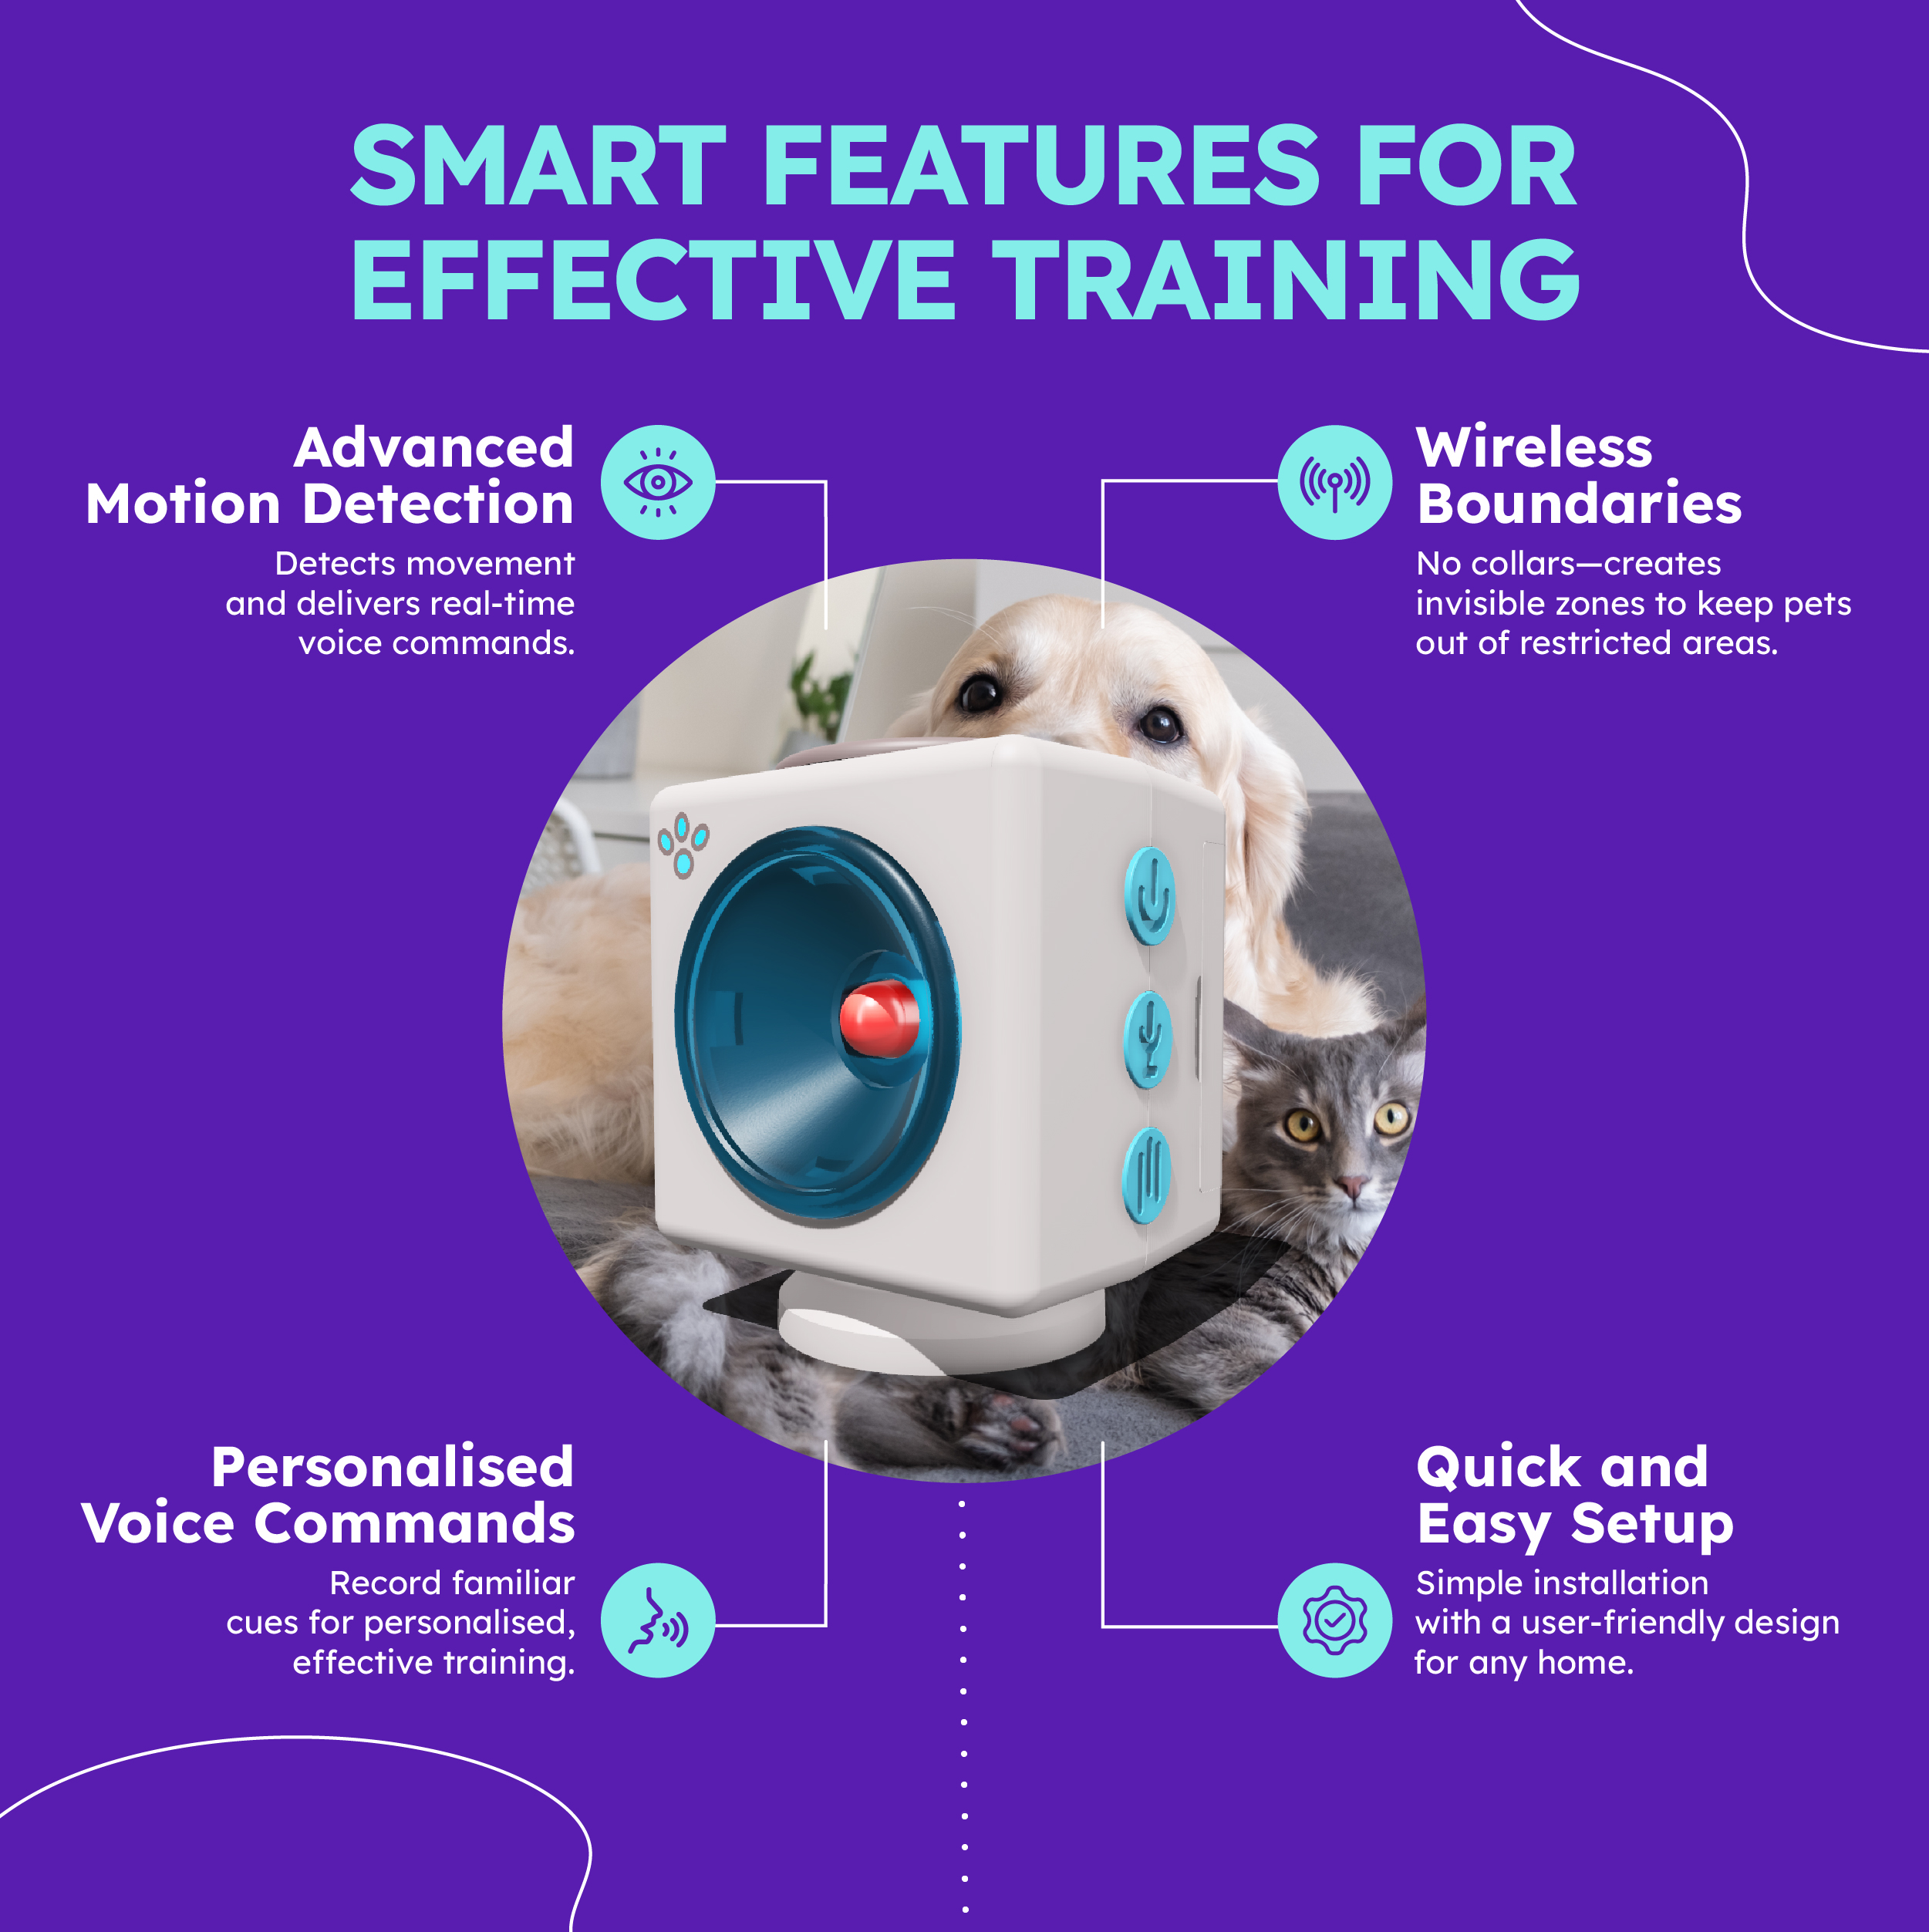 SMART FEATURES FOR
EFFECTIVE TRAINING
Advanced
Motion Detection
Detects movement
and delivers real-time
voice commands.
Wireless
Boundaries
No collars—creates
invisible zones to keep pets
out of restricted areas.
Personalised
Voice Commands
Record familiar
cues for personalised,
effective training.
Quick and
Easy Setup
Simple installation
with a user-friendly design
for any home.